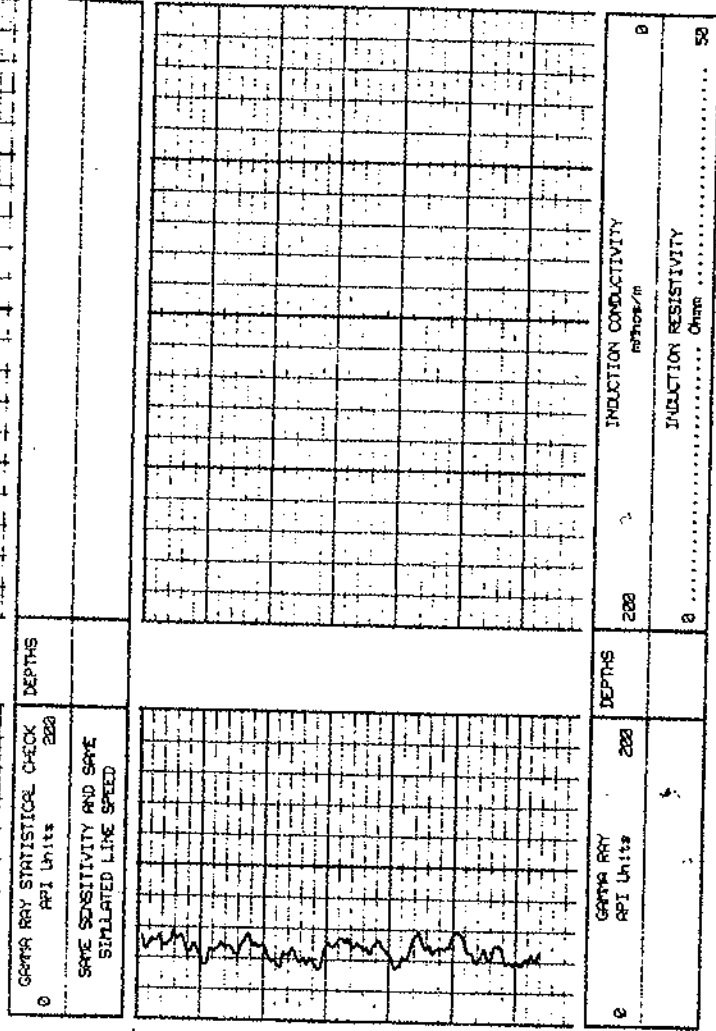 GAMMA RAY STATISTICAL CHECK
0 API Units 200
DEPTHS
SAME SENSITIVITY AND SAME
SIMULATED LINE SPEED
GAMMA RAY
0 API Units 200
DEPTHS
INDUCTION CONDUCTIVITY
200 mMhos/m 0
INDUCTION RESISTIVITY
0 ........................ Ohmm ........................ 50